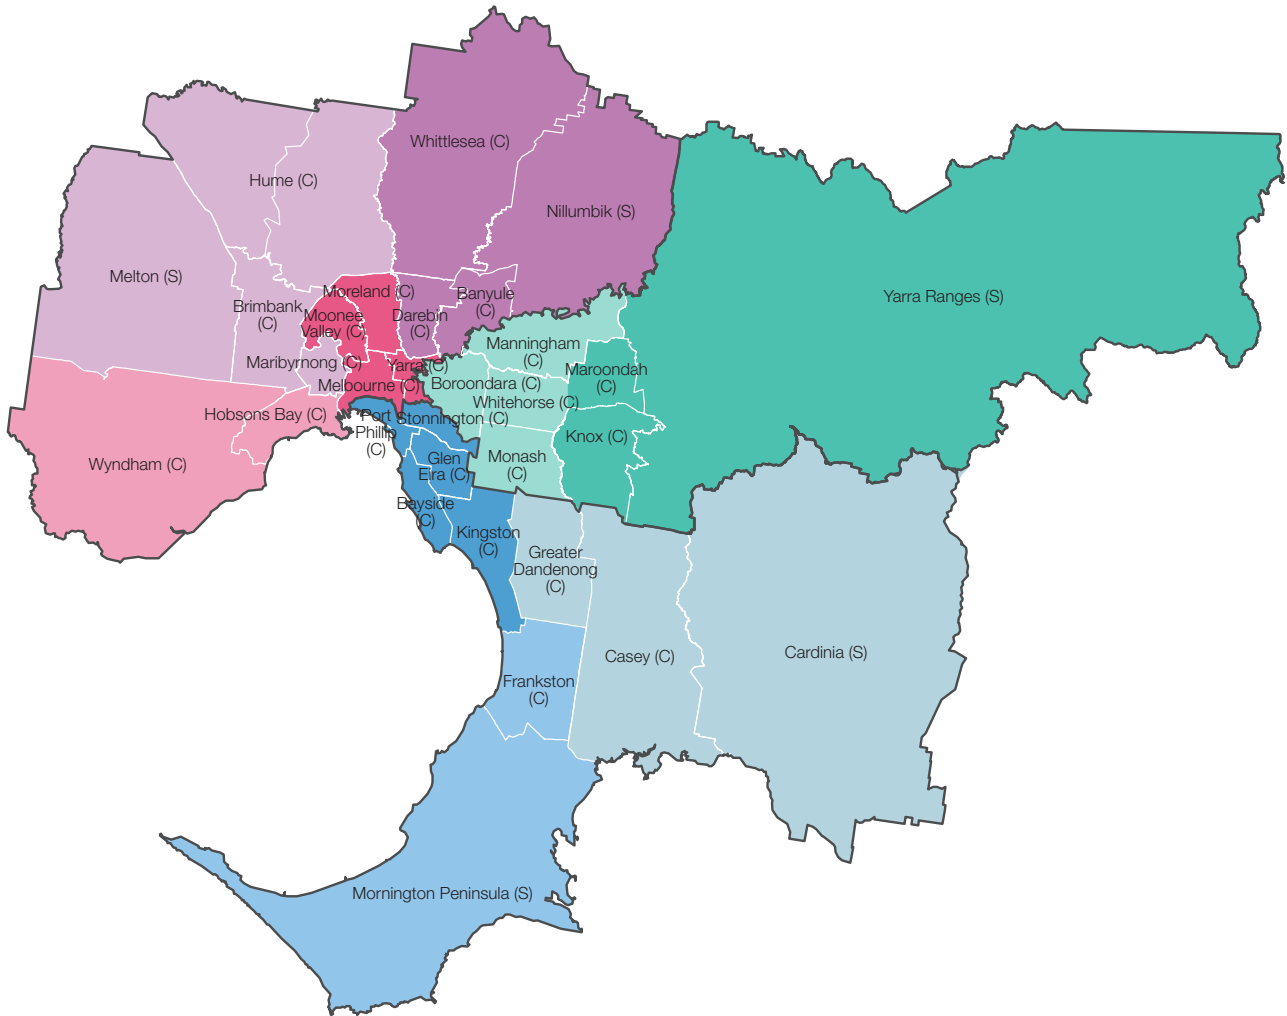 Whittlesea (C)
Hume (C)
Nillumbik (S)
Melton (S)
Yarra Ranges (S)
Moreland (C)
Banyule
(C)
Brimbank
(C)
Moonee
Valley (C)
Darebin
(C)
Manningham
(C)
Maribyrnong (C)
Yarra (C)
Maroondah
(C)
Melbourne (C)
Boroondara (C)
Whitehorse (C)
Hobsons Bay (C)
Port
Phillip
(C)
Stonnington (C)
Knox (C)
Wyndham (C)
Glen
Eira (C)
Monash
(C)
Bayside
(C)
Kingston
(C)
Greater
Dandenong
(C)
Casey (C)
Cardinia (S)
Frankston
(C)
Mornington Peninsula (S)